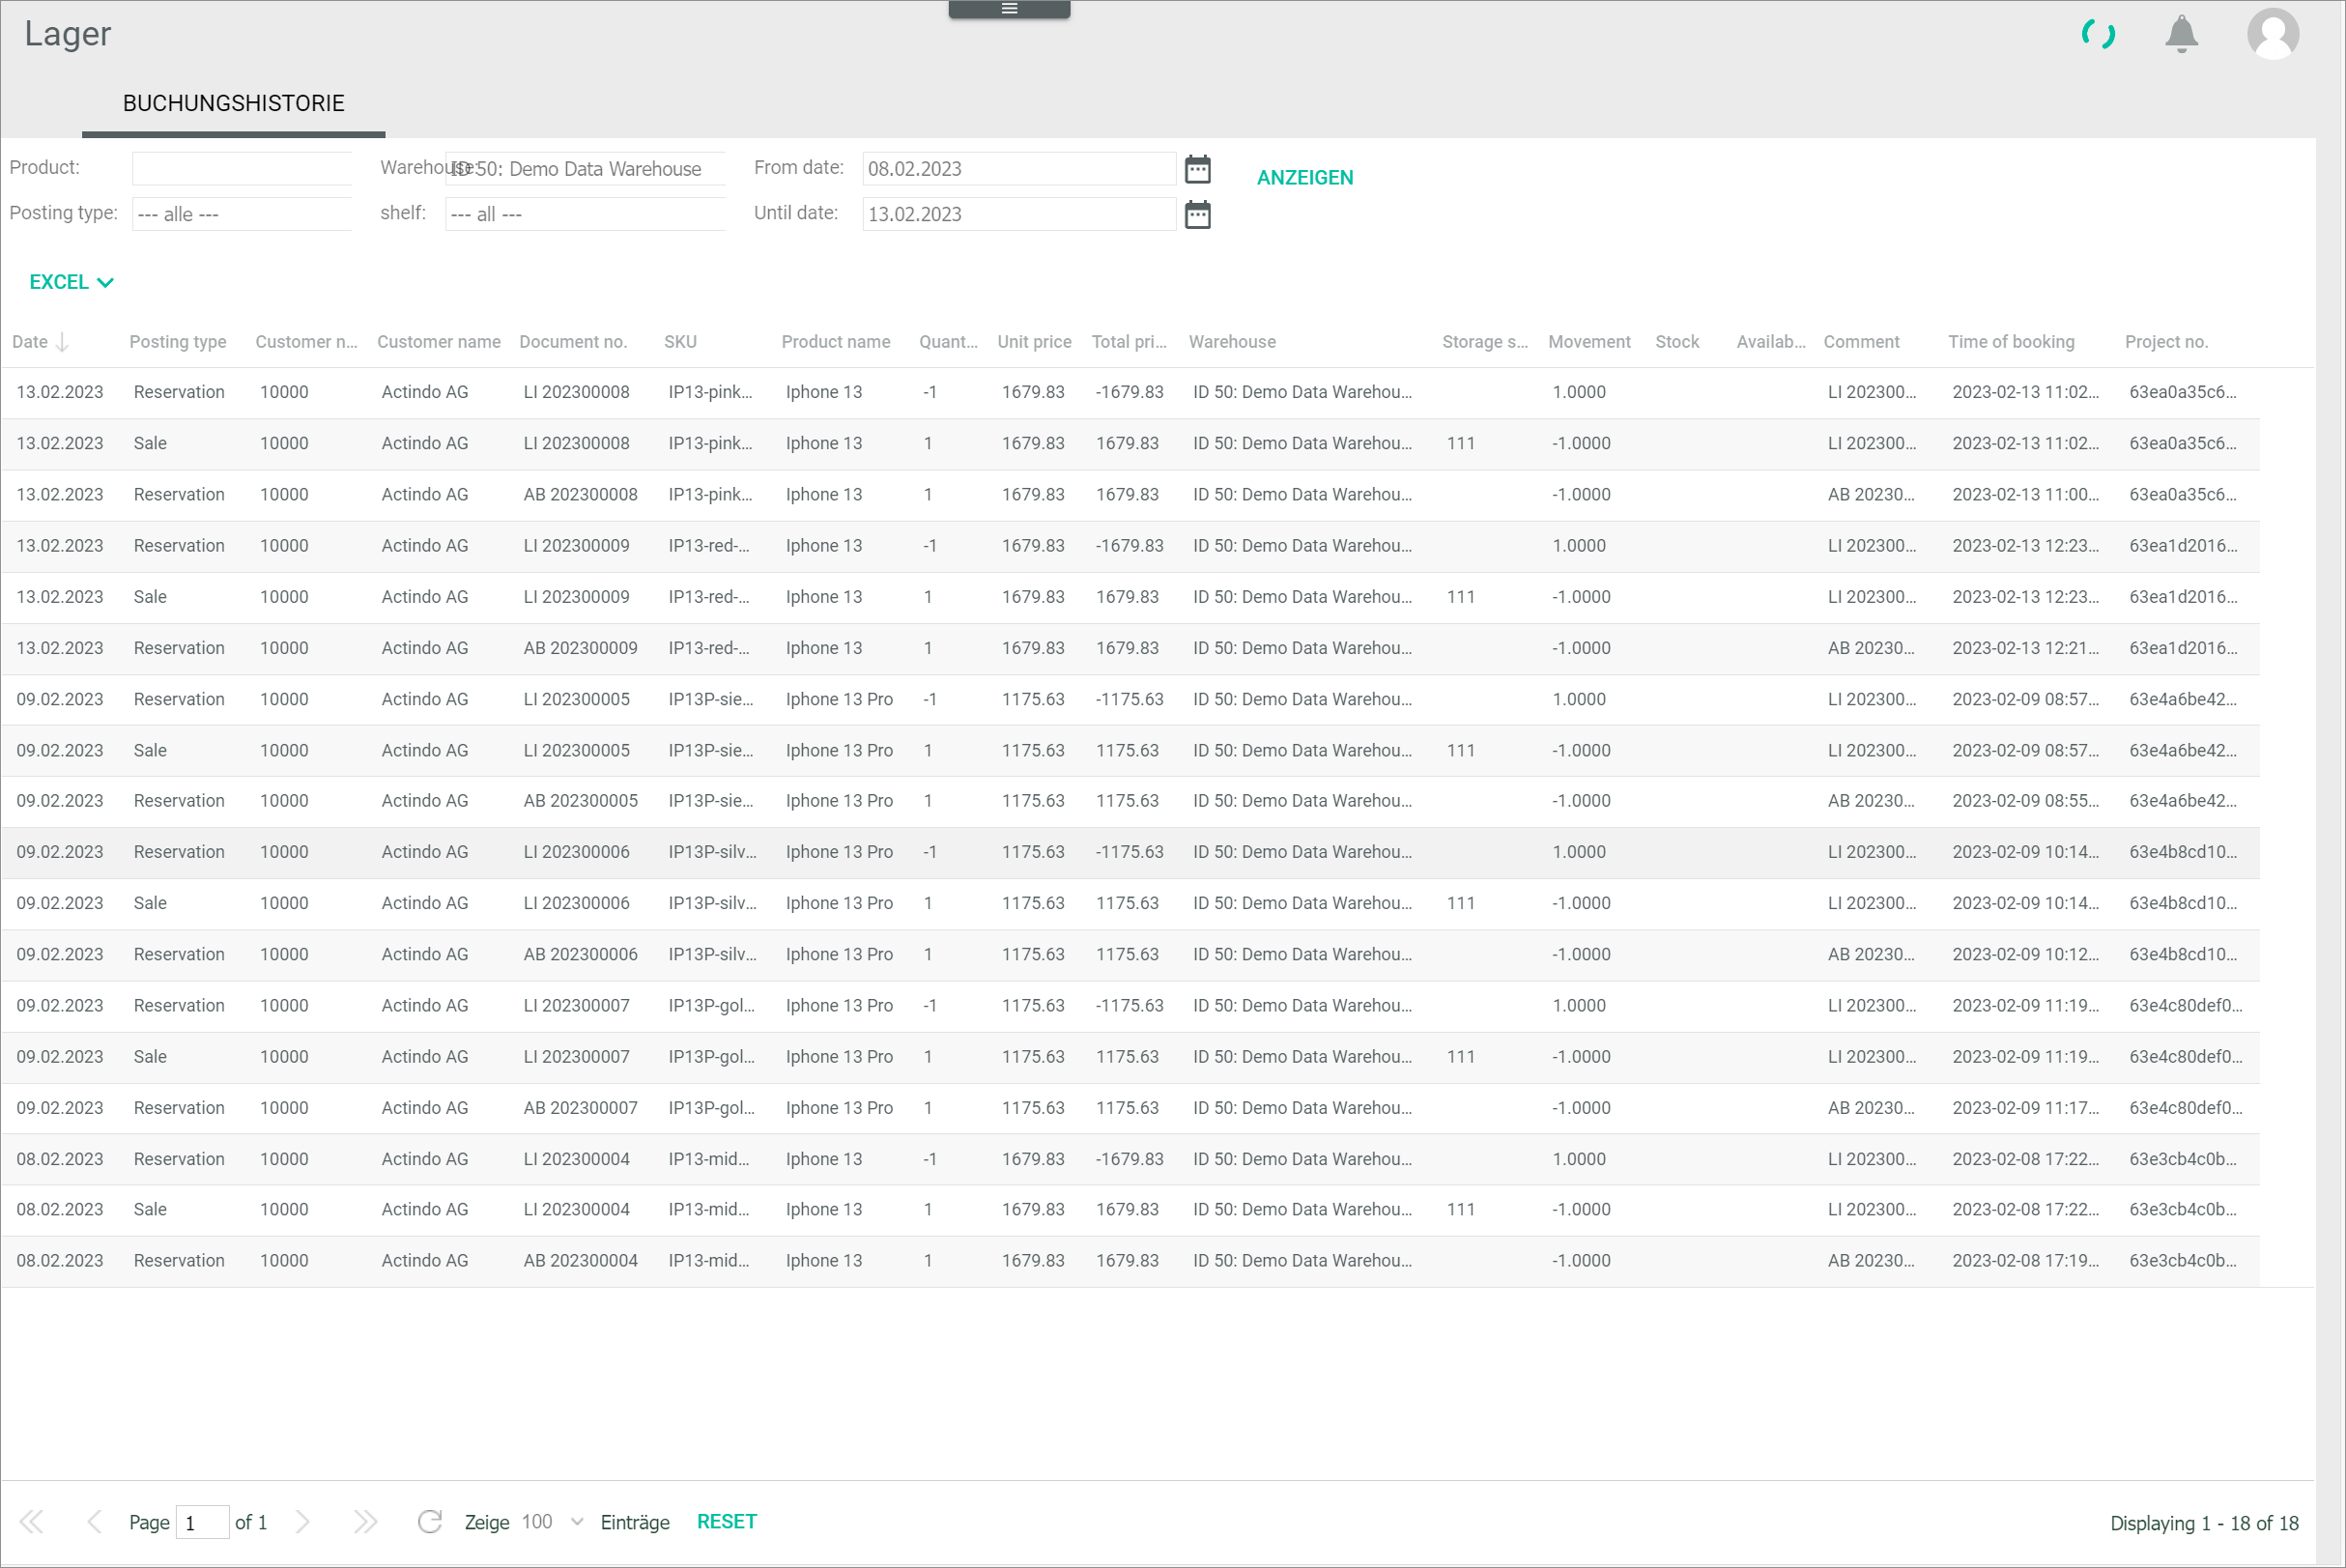 Lager
BUCHUNGSHISTORIE
Product: Warehouse: ID 50: Demo Data Warehouse From date: 08.02.2023 ANZEIGEN
Posting type: --- alle --- shelf: --- all --- Until date: 13.02.2023
EXCEL
Date Posting type Customer n... Customer name Document no. SKU Product name Quant... Unit price Total pri... Warehouse Storage s... Movement Stock Availab... Comment Time of booking Project no.
13.02.2023 Reservation 10000 Actindo AG LI 202300008 IP13-pink... Iphone 13 -1 1679.83 -1679.83 ID 50: Demo Data Warehou... 1.0000 LI 202300... 2023-02-13 11:02... 63ea0a35c6...
13.02.2023 Sale 10000 Actindo AG LI 202300008 IP13-pink... Iphone 13 1 1679.83 1679.83 ID 50: Demo Data Warehou... 111 -1.0000 LI 202300... 2023-02-13 11:02... 63ea0a35c6...
13.02.2023 Reservation 10000 Actindo AG AB 202300008 IP13-pink... Iphone 13 1 1679.83 1679.83 ID 50: Demo Data Warehou... -1.0000 AB 20230... 2023-02-13 11:00... 63ea0a35c6...
13.02.2023 Reservation 10000 Actindo AG LI 202300009 IP13-red-... Iphone 13 -1 1679.83 -1679.83 ID 50: Demo Data Warehou... 1.0000 LI 202300... 2023-02-13 12:23... 63ea1d2016...
13.02.2023 Sale 10000 Actindo AG LI 202300009 IP13-red-... Iphone 13 1 1679.83 1679.83 ID 50: Demo Data Warehou... 111 -1.0000 LI 202300... 2023-02-13 12:23... 63ea1d2016...
13.02.2023 Reservation 10000 Actindo AG AB 202300009 IP13-red-... Iphone 13 1 1679.83 1679.83 ID 50: Demo Data Warehou... -1.0000 AB 20230... 2023-02-13 12:21... 63ea1d2016...
09.02.2023 Reservation 10000 Actindo AG LI 202300005 IP13P-sie... Iphone 13 Pro -1 1175.63 -1175.63 ID 50: Demo Data Warehou... 1.0000 LI 202300... 2023-02-09 08:57... 63e4a6be42...
09.02.2023 Sale 10000 Actindo AG LI 202300005 IP13P-sie... Iphone 13 Pro 1 1175.63 1175.63 ID 50: Demo Data Warehou... 111 -1.0000 LI 202300... 2023-02-09 08:57... 63e4a6be42...
09.02.2023 Reservation 10000 Actindo AG AB 202300005 IP13P-sie... Iphone 13 Pro 1 1175.63 1175.63 ID 50: Demo Data Warehou... -1.0000 AB 20230... 2023-02-09 08:55... 63e4a6be42...
09.02.2023 Reservation 10000 Actindo AG LI 202300006 IP13P-silv... Iphone 13 Pro -1 1175.63 -1175.63 ID 50: Demo Data Warehou... 1.0000 LI 202300... 2023-02-09 10:14... 63e4b8cd10...
09.02.2023 Sale 10000 Actindo AG LI 202300006 IP13P-silv... Iphone 13 Pro 1 1175.63 1175.63 ID 50: Demo Data Warehou... 111 -1.0000 LI 202300... 2023-02-09 10:14... 63e4b8cd10...
09.02.2023 Reservation 10000 Actindo AG AB 202300006 IP13P-silv... Iphone 13 Pro 1 1175.63 1175.63 ID 50: Demo Data Warehou... -1.0000 AB 20230... 2023-02-09 10:12... 63e4b8cd10...
09.02.2023 Reservation 10000 Actindo AG LI 202300007 IP13P-gol... Iphone 13 Pro -1 1175.63 -1175.63 ID 50: Demo Data Warehou... 1.0000 LI 202300... 2023-02-09 11:19... 63e4c80def0...
09.02.2023 Sale 10000 Actindo AG LI 202300007 IP13P-gol... Iphone 13 Pro 1 1175.63 1175.63 ID 50: Demo Data Warehou... 111 -1.0000 LI 202300... 2023-02-09 11:19... 63e4c80def0...
09.02.2023 Reservation 10000 Actindo AG AB 202300007 IP13P-gol... Iphone 13 Pro 1 1175.63 1175.63 ID 50: Demo Data Warehou... -1.0000 AB 20230... 2023-02-09 11:17... 63e4c80def0...
08.02.2023 Reservation 10000 Actindo AG LI 202300004 IP13-mid... Iphone 13 -1 1679.83 -1679.83 ID 50: Demo Data Warehou... 1.0000 LI 202300... 2023-02-08 17:22... 63e3cb4c0b...
08.02.2023 Sale 10000 Actindo AG LI 202300004 IP13-mid... Iphone 13 1 1679.83 1679.83 ID 50: Demo Data Warehou... 111 -1.0000 LI 202300... 2023-02-08 17:22... 63e3cb4c0b...
08.02.2023 Reservation 10000 Actindo AG AB 202300004 IP13-mid... Iphone 13 1 1679.83 1679.83 ID 50: Demo Data Warehou... -1.0000 AB 20230... 2023-02-08 17:19... 63e3cb4c0b...
Page 1 of 1 Zeige 100 Einträge RESET Displaying 1 - 18 of 18